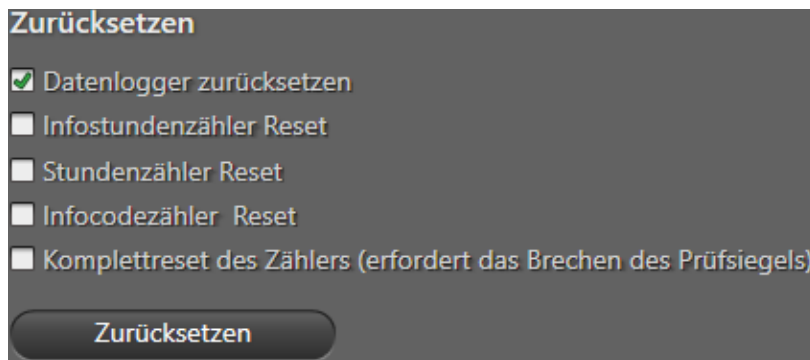 Zurücksetzen
Datenlogger zurücksetzen
Infostundenzähler Reset
Stundenzähler Reset
Infocodezähler Reset
Komplettreset des Zählers (erfordert das Brechen des Prüfsiegels)
Zurücksetzen